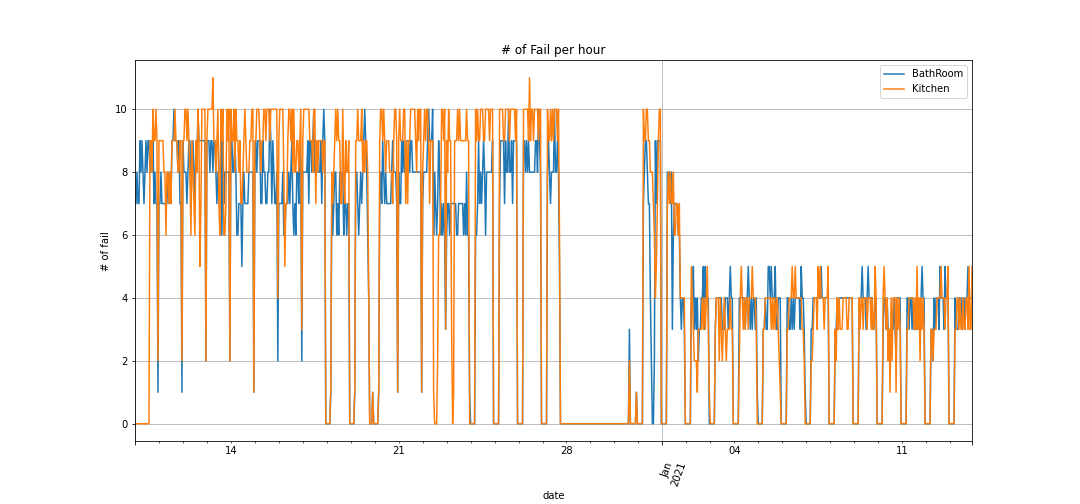 # of Fail per hour
BathRoom
Kitchen
# of fail
10
8
6
4
2
0
14
21
28
Jan
2021
04
11
date